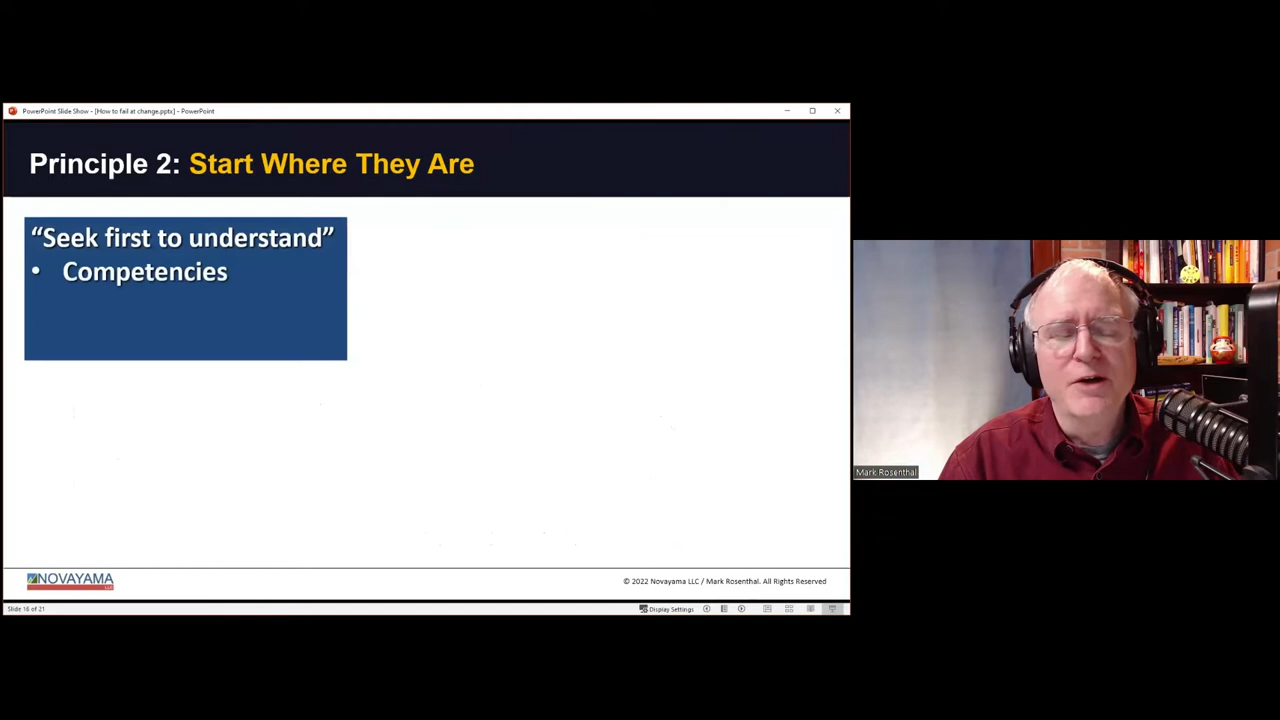 PowerPoint Slide Show - [How to fail at change.pptx] - PowerPoint
Principle 2: Start Where They Are
“Seek first to understand”
• Competencies
Mark Rosenthal
NOVAYAMA
LLC
© 2022 Novayama LLC / Mark Rosenthal. All Rights Reserved
Slide 16 of 21
Display Settings